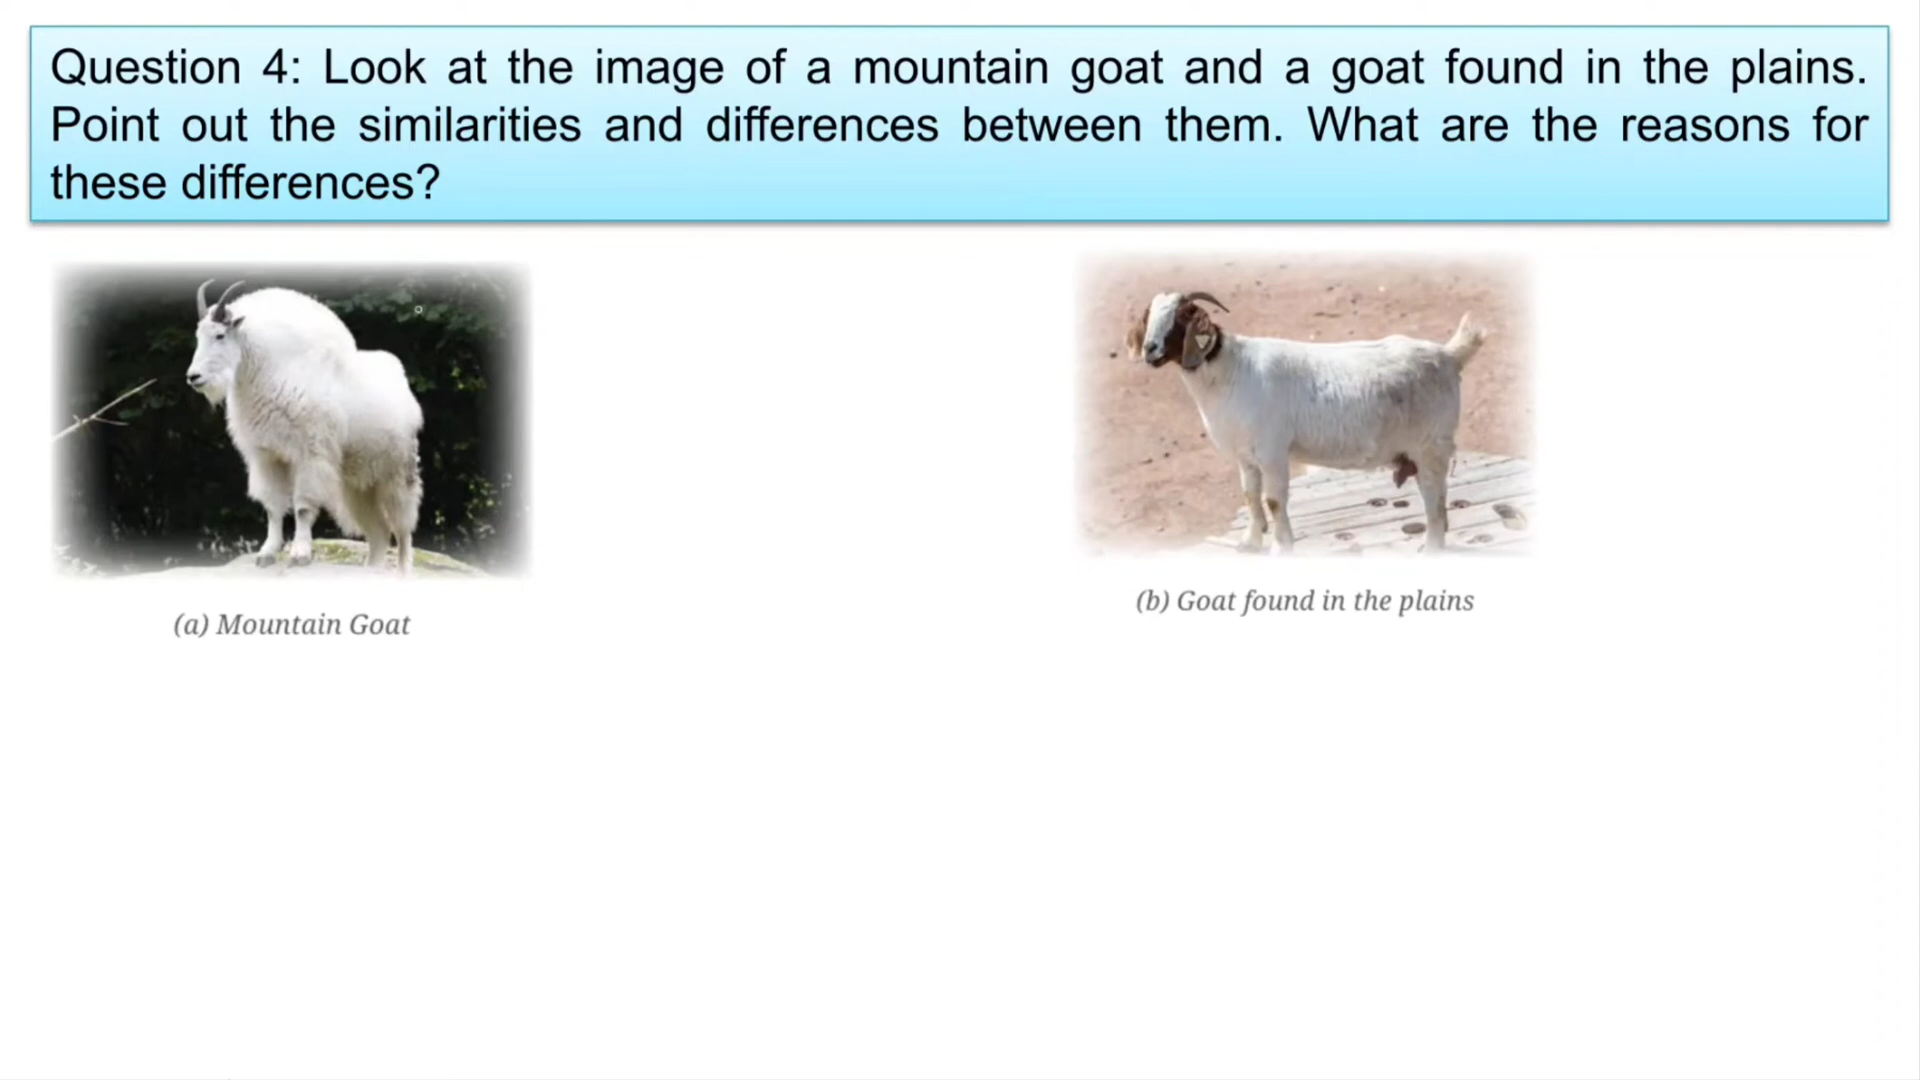 Question 4: Look at the image of a mountain goat and a goat found in the plains.
Point out the similarities and differences between them. What are the reasons for
these differences?
(a) Mountain Goat
(b) Goat found in the plains